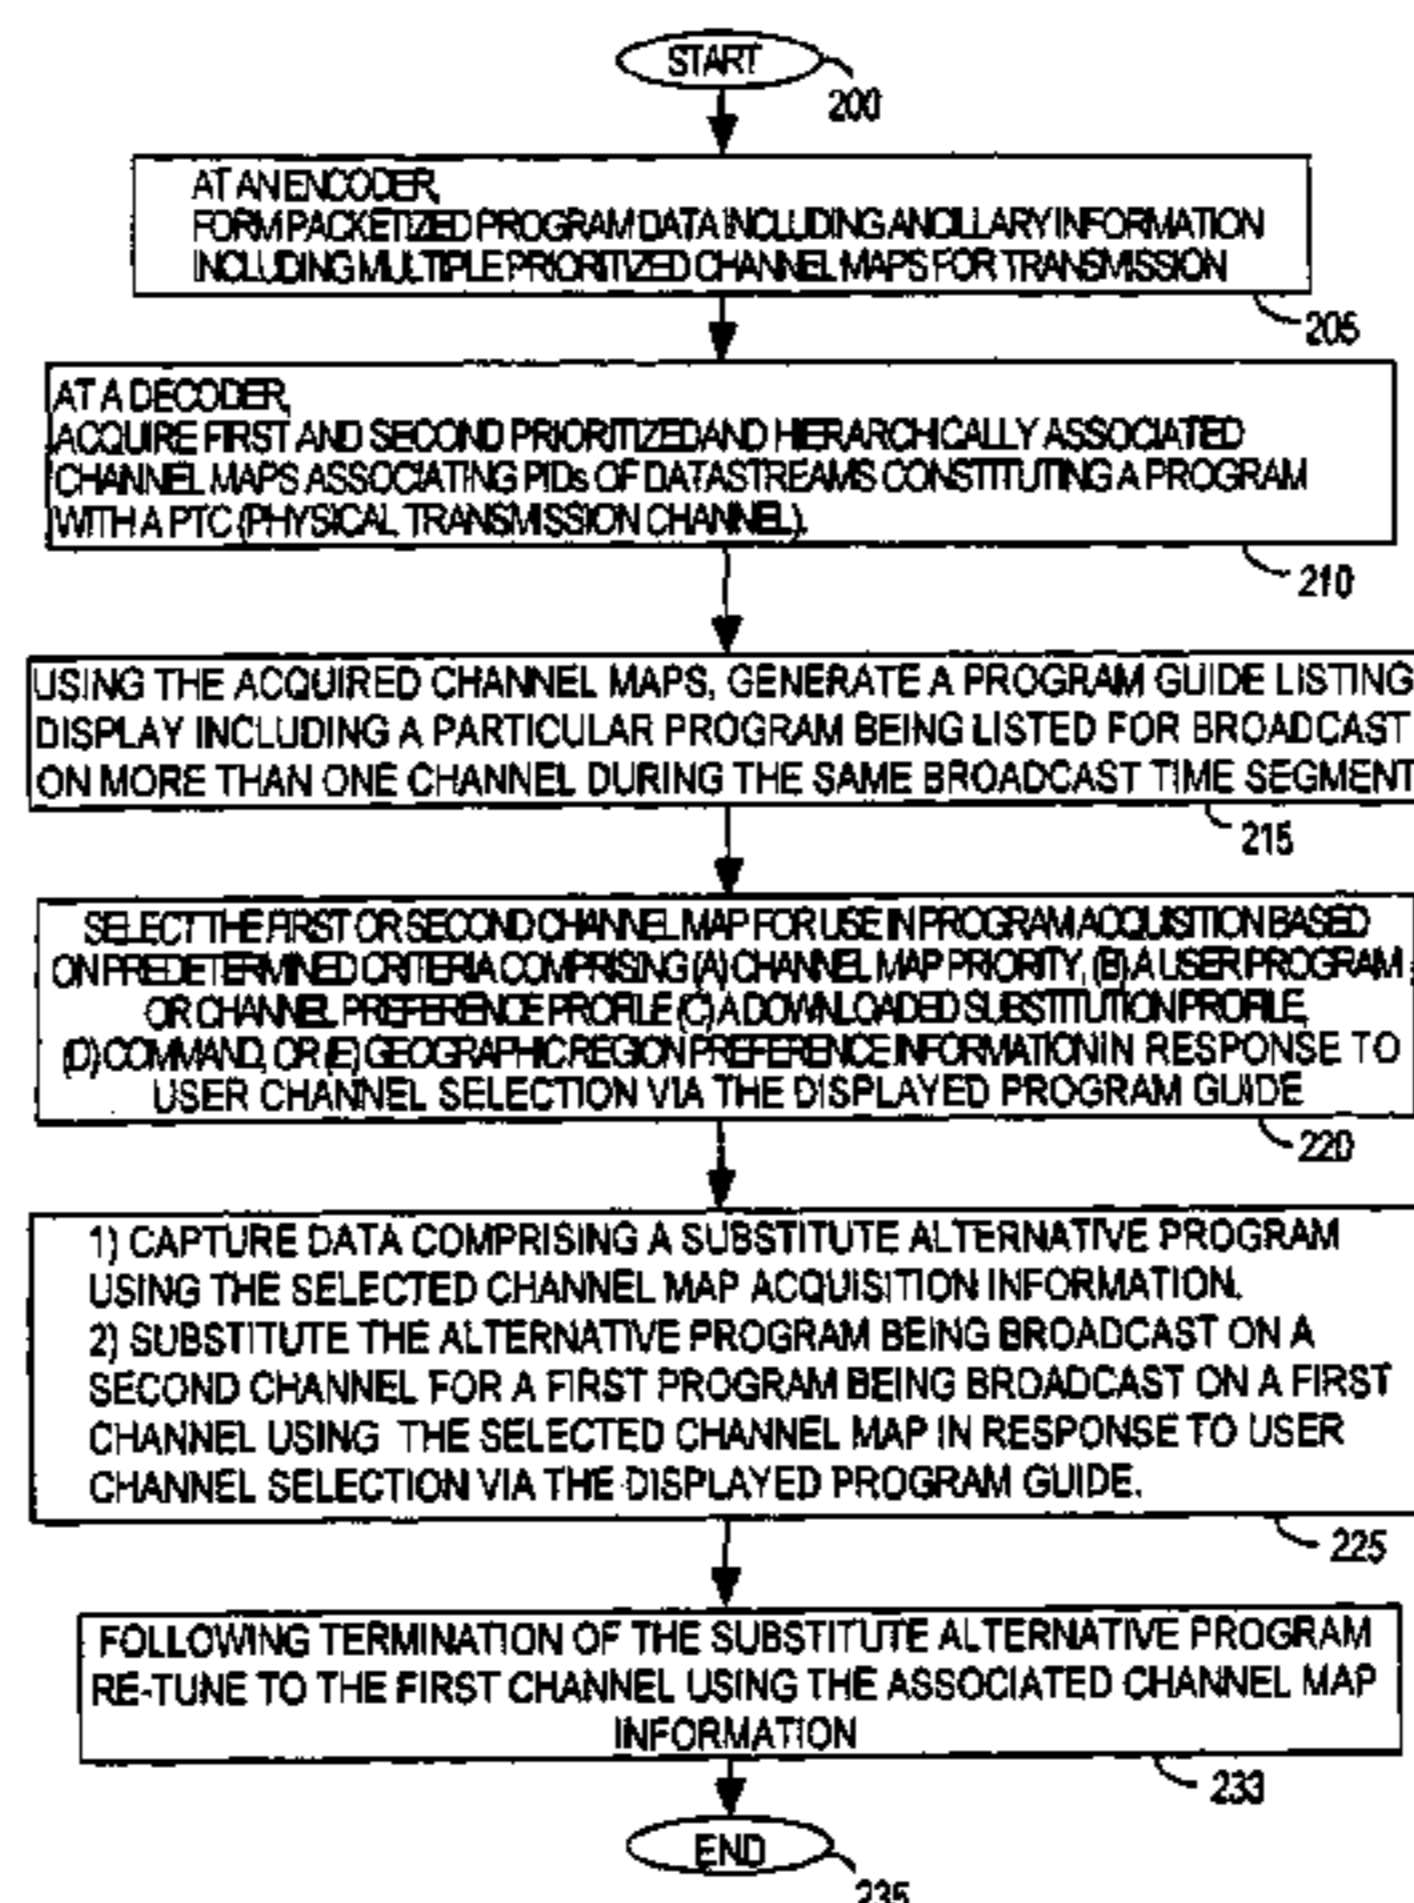 START
200
AT AN ENCODER,
FORM PACKETIZED PROGRAM DATA INCLUDING ANCILLARY INFORMATION
INCLUDING MULTIPLE PRIORITIZED CHANNEL MAPS FOR TRANSMISSION
205
AT A DECODER,
ACQUIRE FIRST AND SECOND PRIORITIZED AND HIERARCHICALLY ASSOCIATED
CHANNEL MAPS ASSOCIATING PIDs OF DATASTREAMS CONSTITUTING A PROGRAM
WITH A PTC (PHYSICAL TRANSMISSION CHANNEL).
210
USING THE ACQUIRED CHANNEL MAPS, GENERATE A PROGRAM GUIDE LISTING
DISPLAY INCLUDING A PARTICULAR PROGRAM BEING LISTED FOR BROADCAST
ON MORE THAN ONE CHANNEL DURING THE SAME BROADCAST TIME SEGMENT
215
SELECT THE FIRST OR SECOND CHANNEL MAP FOR USE IN PROGRAM ACQUISITION BASED
ON PREDETERMINED CRITERIA COMPRISING (A) CHANNEL MAP PRIORITY, (B) A USER PROGRAM
OR CHANNEL PREFERENCE PROFILE (C) A DOWNLOADED SUBSTITUTION PROFILE,
(D) COMMAND, OR (E) GEOGRAPHIC REGION PREFERENCE INFORMATION IN RESPONSE TO
USER CHANNEL SELECTION VIA THE DISPLAYED PROGRAM GUIDE
220
1) CAPTURE DATA COMPRISING A SUBSTITUTE ALTERNATIVE PROGRAM
USING THE SELECTED CHANNEL MAP ACQUISITION INFORMATION.
2) SUBSTITUTE THE ALTERNATIVE PROGRAM BEING BROADCAST ON A
SECOND CHANNEL FOR A FIRST PROGRAM BEING BROADCAST ON A FIRST
CHANNEL USING THE SELECTED CHANNEL MAP IN RESPONSE TO USER
CHANNEL SELECTION VIA THE DISPLAYED PROGRAM GUIDE.
225
FOLLOWING TERMINATION OF THE SUBSTITUTE ALTERNATIVE PROGRAM
RE-TUNE TO THE FIRST CHANNEL USING THE ASSOCIATED CHANNEL MAP
INFORMATION
233
END
235